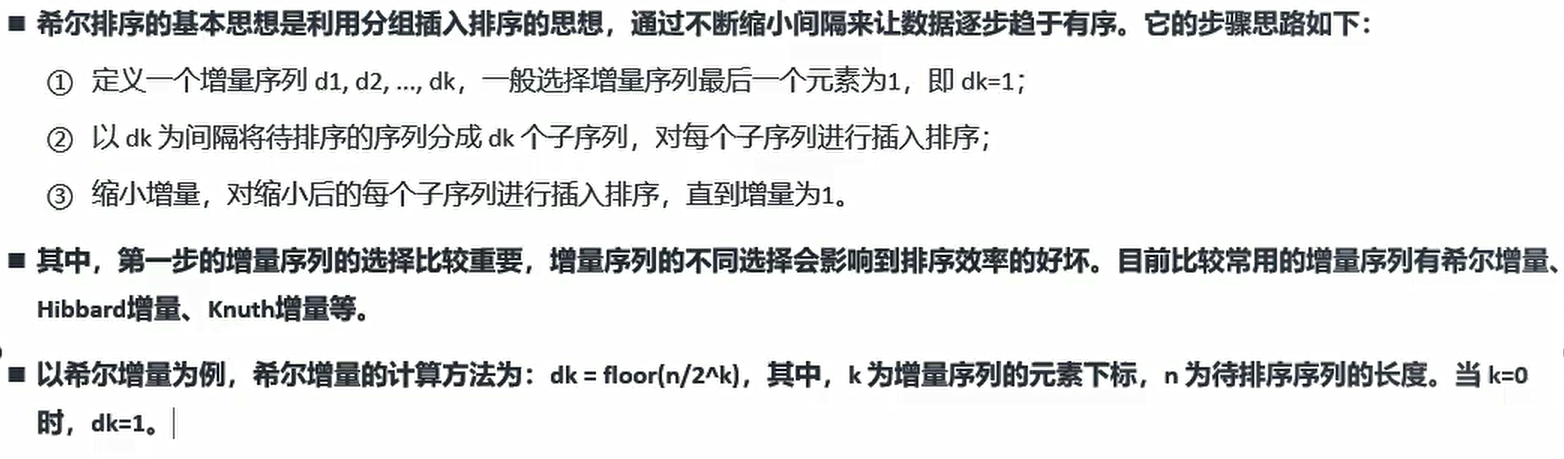 ■ 希尔排序的基本思想是利用分组插入排序的思想，通过不断缩小间隔来让数据逐步趋于有序。它的步骤思路如下：
① 定义一个增量序列 d1, d2, ..., dk，一般选择增量序列最后一个元素为1，即 dk=1；
② 以 dk 为间隔将待排序的序列分成 dk 个子序列，对每个子序列进行插入排序；
③ 缩小增量，对缩小后的每个子序列进行插入排序，直到增量为1。
■ 其中，第一步的增量序列的选择比较重要，增量序列的不同选择会影响到排序效率的好坏。目前比较常用的增量序列有希尔增量、
Hibbard增量、Knuth增量等。
■ 以希尔增量为例，希尔增量的计算方法为：dk = floor(n/2^k)，其中，k 为增量序列的元素下标，n 为待排序序列的长度。当 k=0
时，dk=1。